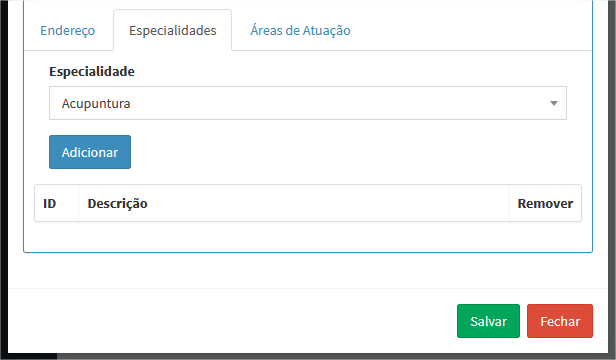 Endereço Especialidades Áreas de Atuação
Especialidade
Acupuntura
Adicionar
ID Descrição Remover
Salvar Fechar